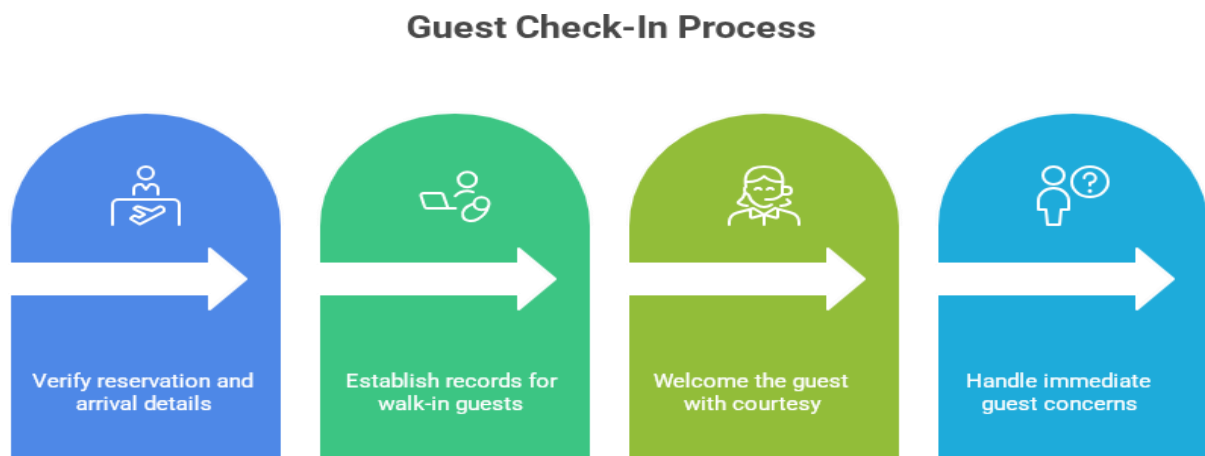 Guest Check-In Process
Verify reservation and
arrival details
Establish records for
walk-in guests
Welcome the guest
with courtesy
Handle immediate
guest concerns